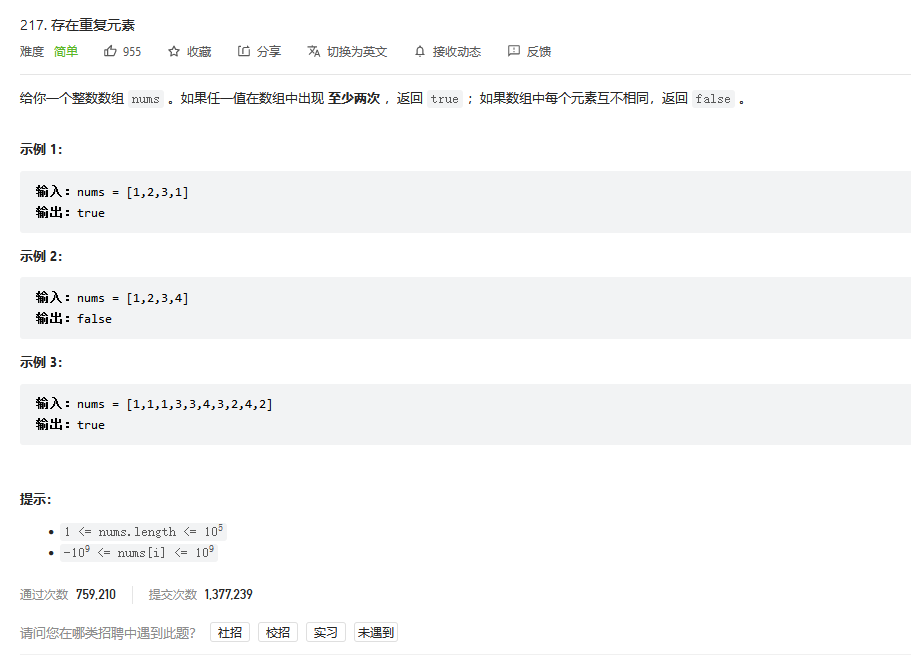 217. 存在重复元素
难度 简单 955 收藏 分享 切换为英文 接收动态 反馈
给你一个整数数组 nums 。如果任一值在数组中出现 至少两次 ，返回 true ；如果数组中每个元素互不相同，返回 false 。
示例 1：
输入：nums = [1,2,3,1]
输出：true
示例 2：
输入：nums = [1,2,3,4]
输出：false
示例 3：
输入：nums = [1,1,1,3,3,4,3,2,4,2]
输出：true
提示：
• 1 <= nums.length <= 10⁵
• -10⁹ <= nums[i] <= 10⁹
通过次数 759,210 提交次数 1,377,239
请问您在哪类招聘中遇到此题？ 社招 校招 实习 未遇到